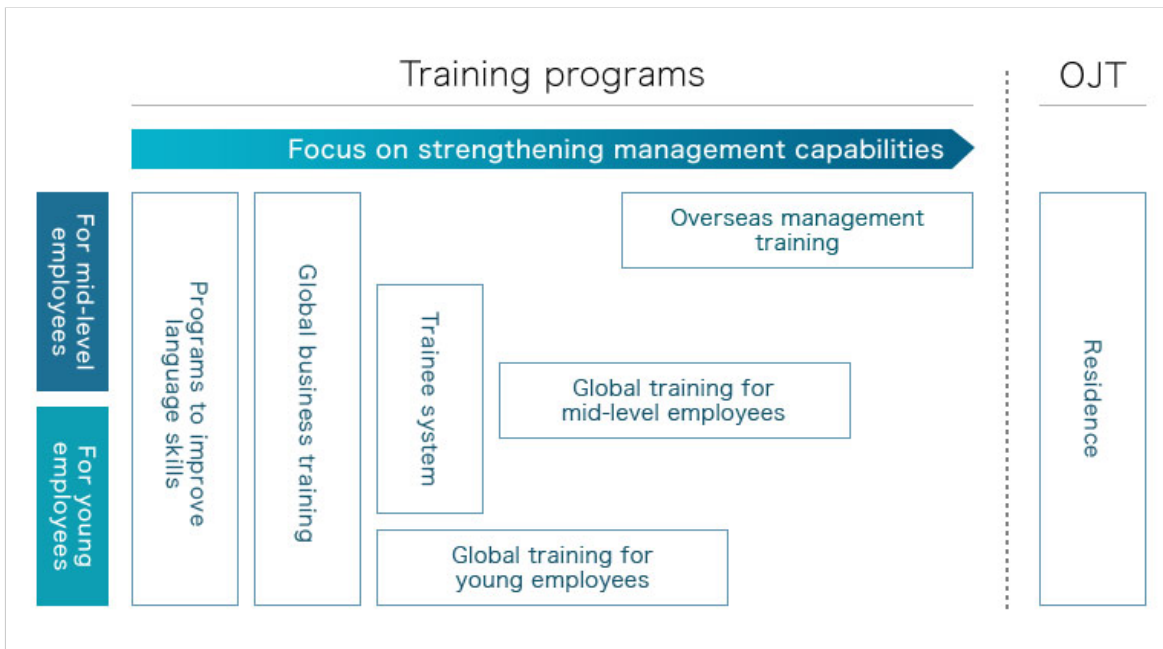 Training programs
OJT
Focus on strengthening management capabilities
For mid-level
employees
For young
employees
Programs to improve
language skills
Global business training
Trainee system
Overseas management
training
Global training for
mid-level employees
Global training for
young employees
Residence